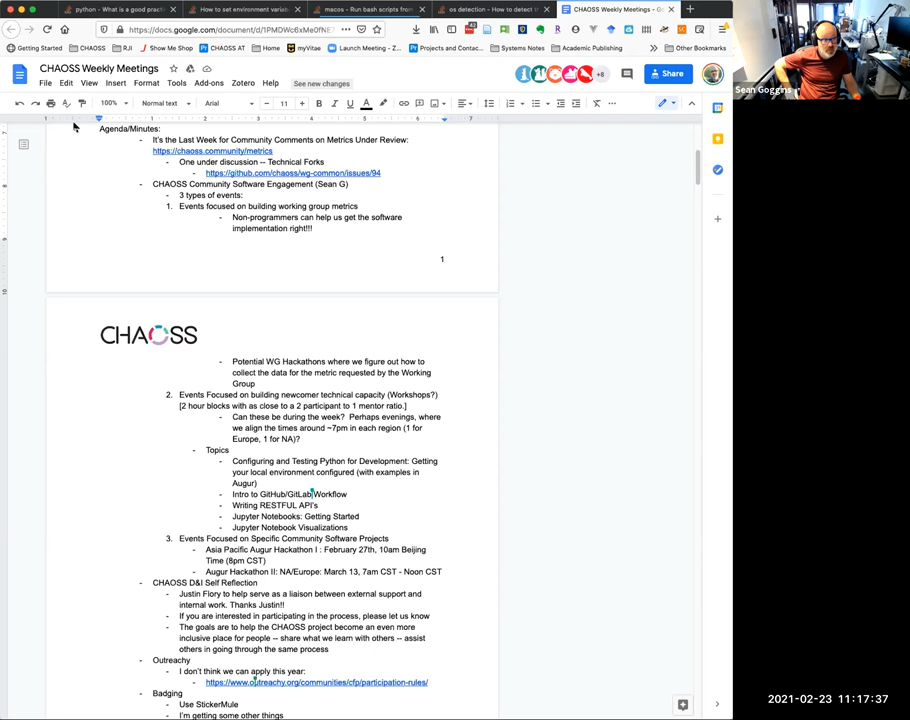 python - What is a good practi
How to set environment variab
macos - Run bash scripts from
os detection - How to detect th
CHAOSS Weekly Meetings - Go
https://docs.google.com/document/d/1PMDWc6xMe0fNE
Getting Started
CHAOSS
RJI
Show Me Shop
CHAOSS AT
Home
myVitae
Launch Meeting - Z...
Projects and Contac...
Systems Notes
Academic Publishing
Other Bookmarks
CHAOSS Weekly Meetings
File Edit View Insert Format Tools Add-ons Zotero Help
See new changes
+8
Share
100%
Normal text
Arial
11
B I U A
Sean Goggins
1 1 2 3 4 5 6 7
Agenda/Minutes:
- It's the Last Week for Community Comments on Metrics Under Review:
https://chaoss.community/metrics
- One under discussion -- Technical Forks
- https://github.com/chaoss/wg-common/issues/94
- CHAOSS Community Software Engagement (Sean G)
- 3 types of events:
1. Events focused on building working group metrics
- Non-programmers can help us get the software
implementation right!!!
1
CHAOSS
- Potential WG Hackathons where we figure out how to
collect the data for the metric requested by the Working
Group
2. Events Focused on building newcomer technical capacity (Workshops?)
[2 hour blocks with as close to a 2 participant to 1 mentor ratio.]
- Can these be during the week? Perhaps evenings, where
we align the times around ~7pm in each region (1 for
Europe, 1 for NA)?
- Topics
- Configuring and Testing Python for Development: Getting
your local environment configured (with examples in
Augur)
- Intro to GitHub/GitLab Workflow
- Writing RESTFUL API's
- Jupyter Notebooks: Getting Started
- Jupyter Notebook Visualizations
3. Events Focused on Specific Community Software Projects
- Asia Pacific Augur Hackathon I : February 27th, 10am Beijing
Time (8pm CST)
- Augur Hackathon II: NA/Europe: March 13, 7am CST - Noon CST
- CHAOSS D&I Self Reflection
- Justin Flory to help serve as a liaison between external support and
internal work. Thanks Justin!!
- If you are interested in participating in the process, please let us know
- The goals are to help the CHAOSS project become an even more
inclusive place for people -- share what we learn with others -- assist
others in going through the same process
- Outreachy
- I don't think we can apply this year:
- https://www.outreachy.org/communities/cfp/participation-rules/
- Badging
- Use StickerMule
- I'm getting some other things
2021-02-23 11:17:37